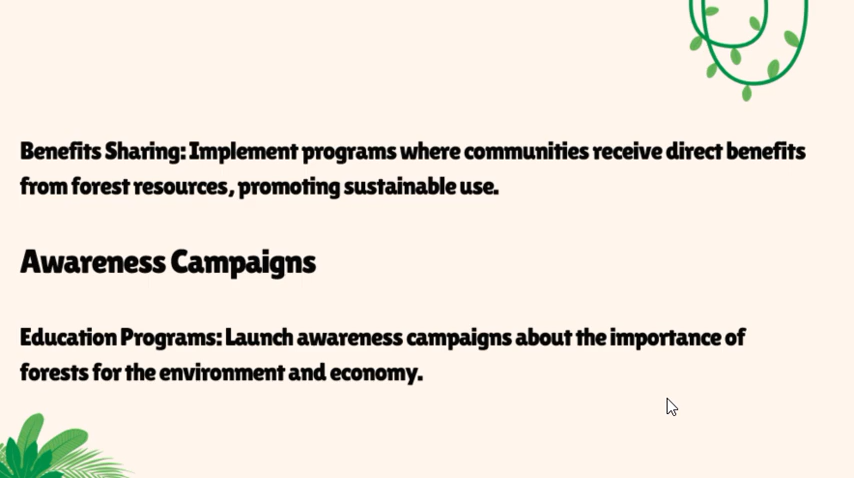 Benefits Sharing: Implement programs where communities receive direct benefits
from forest resources, promoting sustainable use.
Awareness Campaigns
Education Programs: Launch awareness campaigns about the importance of
forests for the environment and economy.